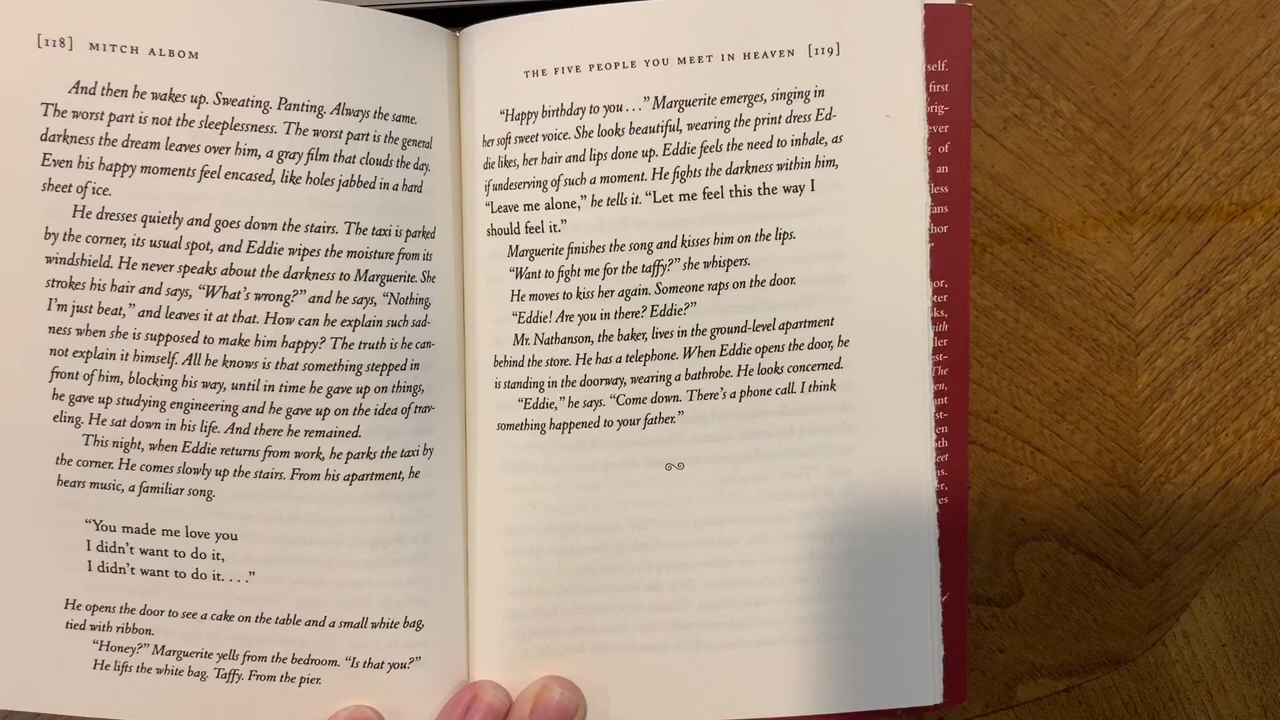 [118] MITCH ALBOM
And then he wakes up. Sweating. Panting. Always the same.
The worst part is not the sleeplessness. The worst part is the general
darkness the dream leaves over him, a gray film that clouds the day.
Even his happy moments feel encased, like holes jabbed in a hard
sheet of ice.
He dresses quietly and goes down the stairs. The taxi is parked
by the corner, its usual spot, and Eddie wipes the moisture from its
windshield. He never speaks about the darkness to Marguerite. She
strokes his hair and says, “What’s wrong?” and he says, “Nothing,
I’m just beat,” and leaves it at that. How can he explain such sad-
ness when she is supposed to make him happy? The truth is he can-
not explain it himself. All he knows is that something stepped in
front of him, blocking his way, until in time he gave up on things,
he gave up studying engineering and he gave up on the idea of trav-
eling. He sat down in his life. And there he remained.
This night, when Eddie returns from work, he parks the taxi by
the corner. He comes slowly up the stairs. From his apartment, he
hears music, a familiar song.
“You made me love you
I didn’t want to do it,
I didn’t want to do it. . . .”
He opens the door to see a cake on the table and a small white bag,
tied with ribbon.
“Honey?” Marguerite yells from the bedroom. “Is that you?”
He lifts the white bag. Taffy. From the pier.
THE FIVE PEOPLE YOU MEET IN HEAVEN [119]
“Happy birthday to you . . .” Marguerite emerges, singing in
her soft sweet voice. She looks beautiful, wearing the print dress Ed-
die likes, her hair and lips done up. Eddie feels the need to inhale, as
if undeserving of such a moment. He fights the darkness within him,
“Leave me alone,” he tells it. “Let me feel this the way I
should feel it.”
Marguerite finishes the song and kisses him on the lips.
“Want to fight me for the taffy?” she whispers.
He moves to kiss her again. Someone raps on the door.
“Eddie! Are you in there? Eddie?”
Mr. Nathanson, the baker, lives in the ground-level apartment
behind the store. He has a telephone. When Eddie opens the door, he
is standing in the doorway, wearing a bathrobe. He looks concerned.
“Eddie,” he says. “Come down. There’s a phone call. I think
something happened to your father.”
self.
first
of
an